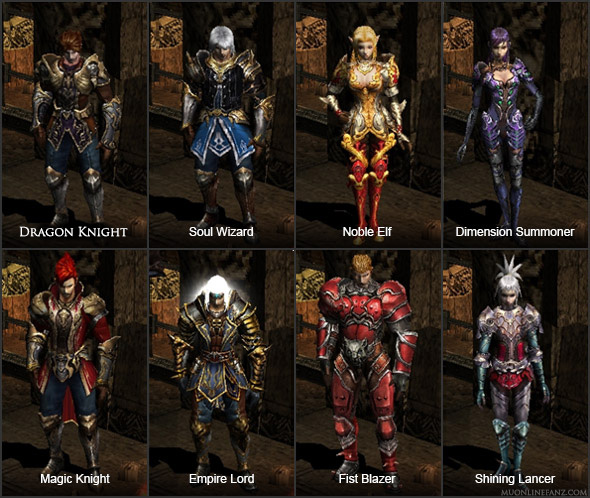 Dragon Knight
Soul Wizard
Noble Elf
Dimension Summoner
Magic Knight
Empire Lord
Fist Blazer
Shining Lancer
MUONLINEFANZ.COM